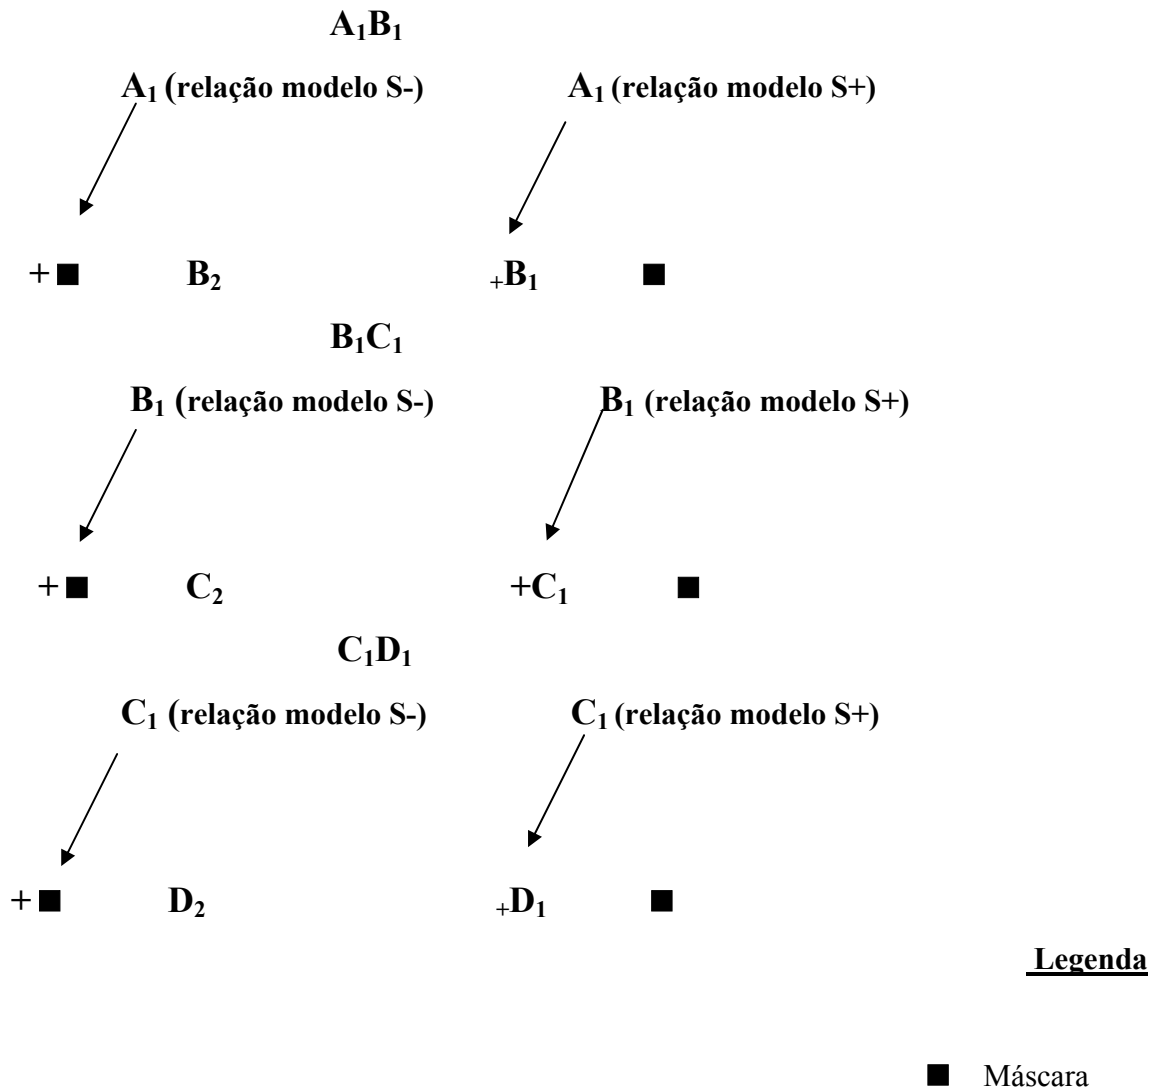 A₁B₁
A₁ (relação modelo S-) A₁ (relação modelo S+)
+ ■ B₂ +B₁ ■
B₁C₁
B₁ (relação modelo S-) B₁ (relação modelo S+)
+ ■ C₂ +C₁ ■
C₁D₁
C₁ (relação modelo S-) C₁ (relação modelo S+)
+ ■ D₂ +D₁ ■
Legenda
■ Máscara